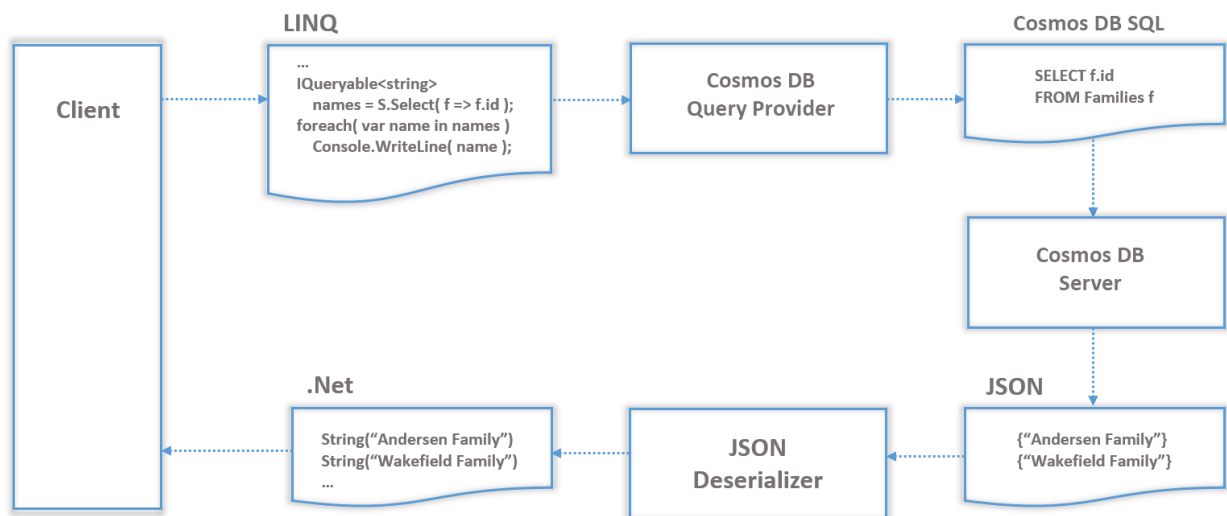 LINQ
Cosmos DB SQL
Client
...
IQueryable<string>
names = S.Select( f => f.id );
foreach( var name in names )
Console.WriteLine( name );
Cosmos DB
Query Provider
SELECT f.id
FROM Families f
Cosmos DB
Server
.Net
JSON
String(“Andersen Family”)
String(“Wakefield Family”)
...
JSON
Deserializer
{“Andersen Family”}
{“Wakefield Family”}